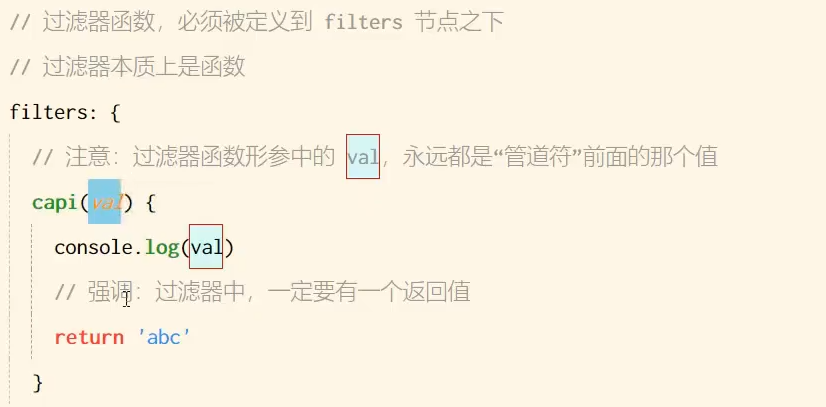 // 过滤器函数，必须被定义到 filters 节点之下
// 过滤器本质上是函数
filters: {
// 注意：过滤器函数形参中的 val，永远都是“管道符”前面的那个值
capi(val) {
console.log(val)
// 强调：过滤器中，一定要有一个返回值
return 'abc'
}